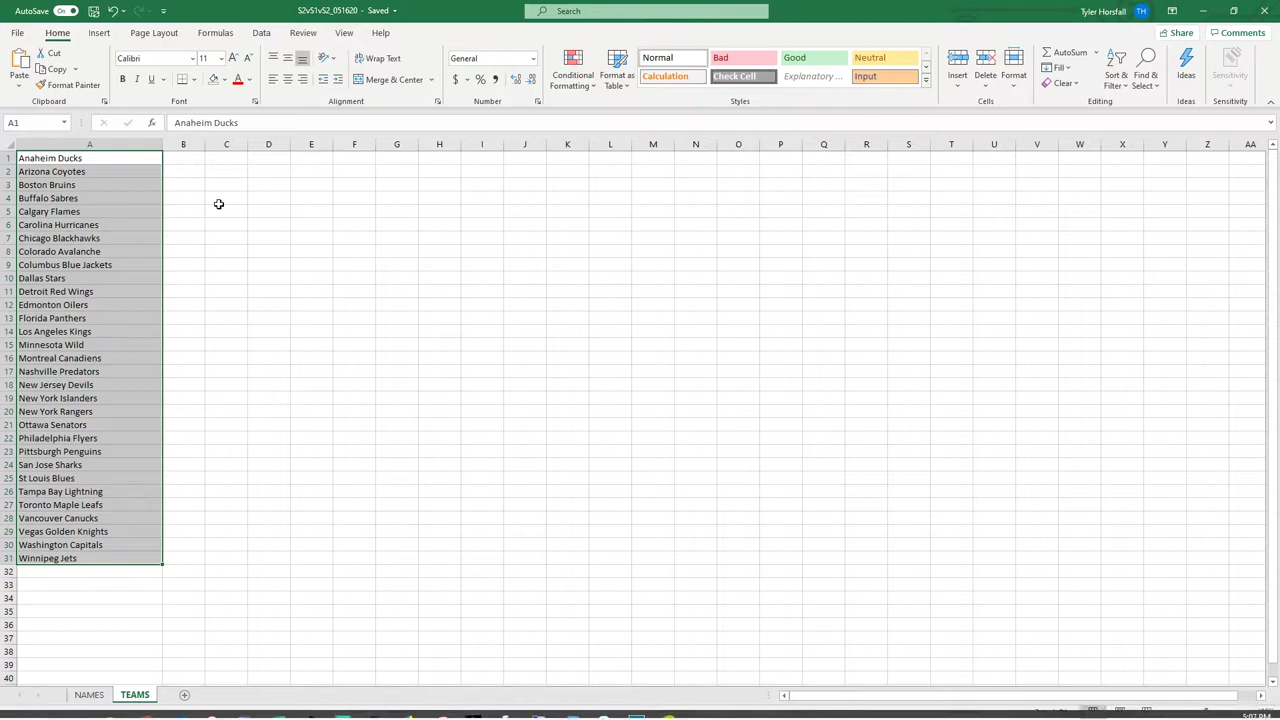 AutoSave On S2vS1vS2_051620 - Saved Search Tyler Horsfall TH
File Home Insert Page Layout Formulas Data Review View Help Share Comments
Paste Cut Copy Format Painter Clipboard
Calibri 11 A A B I U A Font
Wrap Text Merge & Center Alignment
General $ % 9 Number
Conditional Formatting Format as Table
Normal Bad Good Neutral
Calculation Check Cell Explanatory ... Input
Styles
Insert Delete Format Cells
AutoSum Fill Clear Sort & Filter Find & Select Editing
Ideas Ideas
Sensitivity Sensitivity
A1 fx Anaheim Ducks
A B C D E F G H I J K L M N O P Q R S T U V W X Y Z AA
1 Anaheim Ducks
2 Arizona Coyotes
3 Boston Bruins
4 Buffalo Sabres
5 Calgary Flames
6 Carolina Hurricanes
7 Chicago Blackhawks
8 Colorado Avalanche
9 Columbus Blue Jackets
10 Dallas Stars
11 Detroit Red Wings
12 Edmonton Oilers
13 Florida Panthers
14 Los Angeles Kings
15 Minnesota Wild
16 Montreal Canadiens
17 Nashville Predators
18 New Jersey Devils
19 New York Islanders
20 New York Rangers
21 Ottawa Senators
22 Philadelphia Flyers
23 Pittsburgh Penguins
24 San Jose Sharks
25 St Louis Blues
26 Tampa Bay Lightning
27 Toronto Maple Leafs
28 Vancouver Canucks
29 Vegas Golden Knights
30 Washington Capitals
31 Winnipeg Jets
32
33
34
35
36
37
38
39
40
NAMES TEAMS
5:07 PM